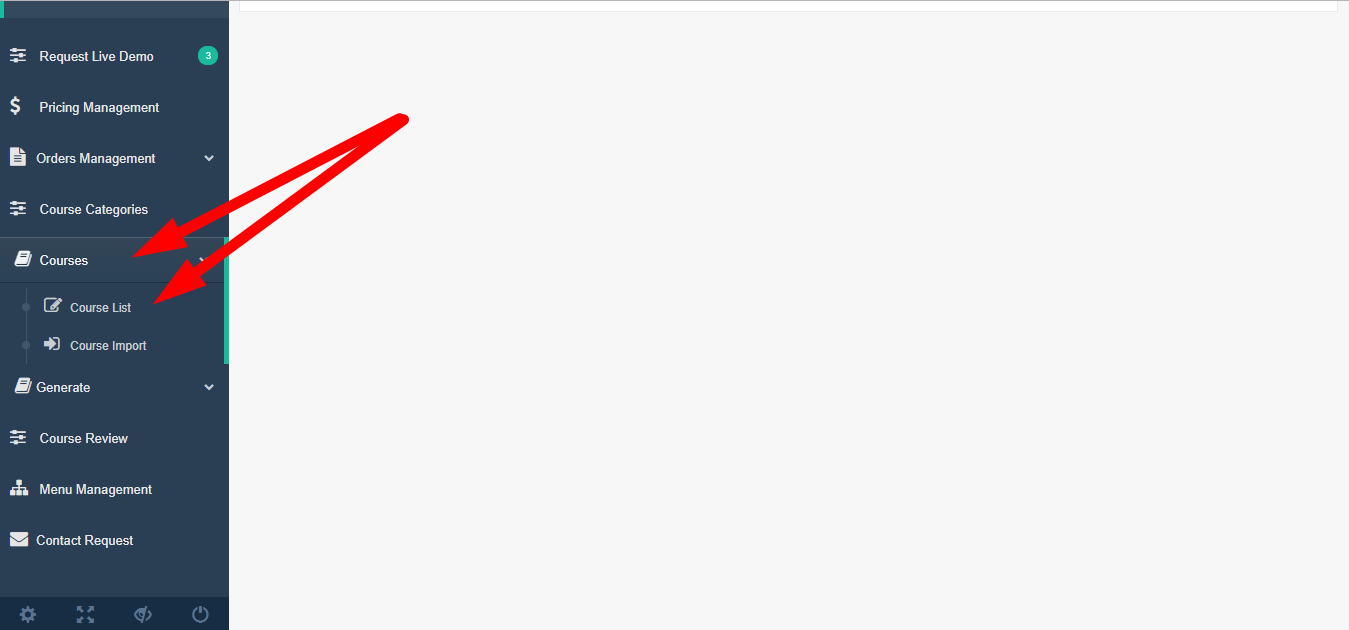 Request Live Demo 3
Pricing Management
Orders Management
Course Categories
Courses
Course List
Course Import
Generate
Course Review
Menu Management
Contact Request